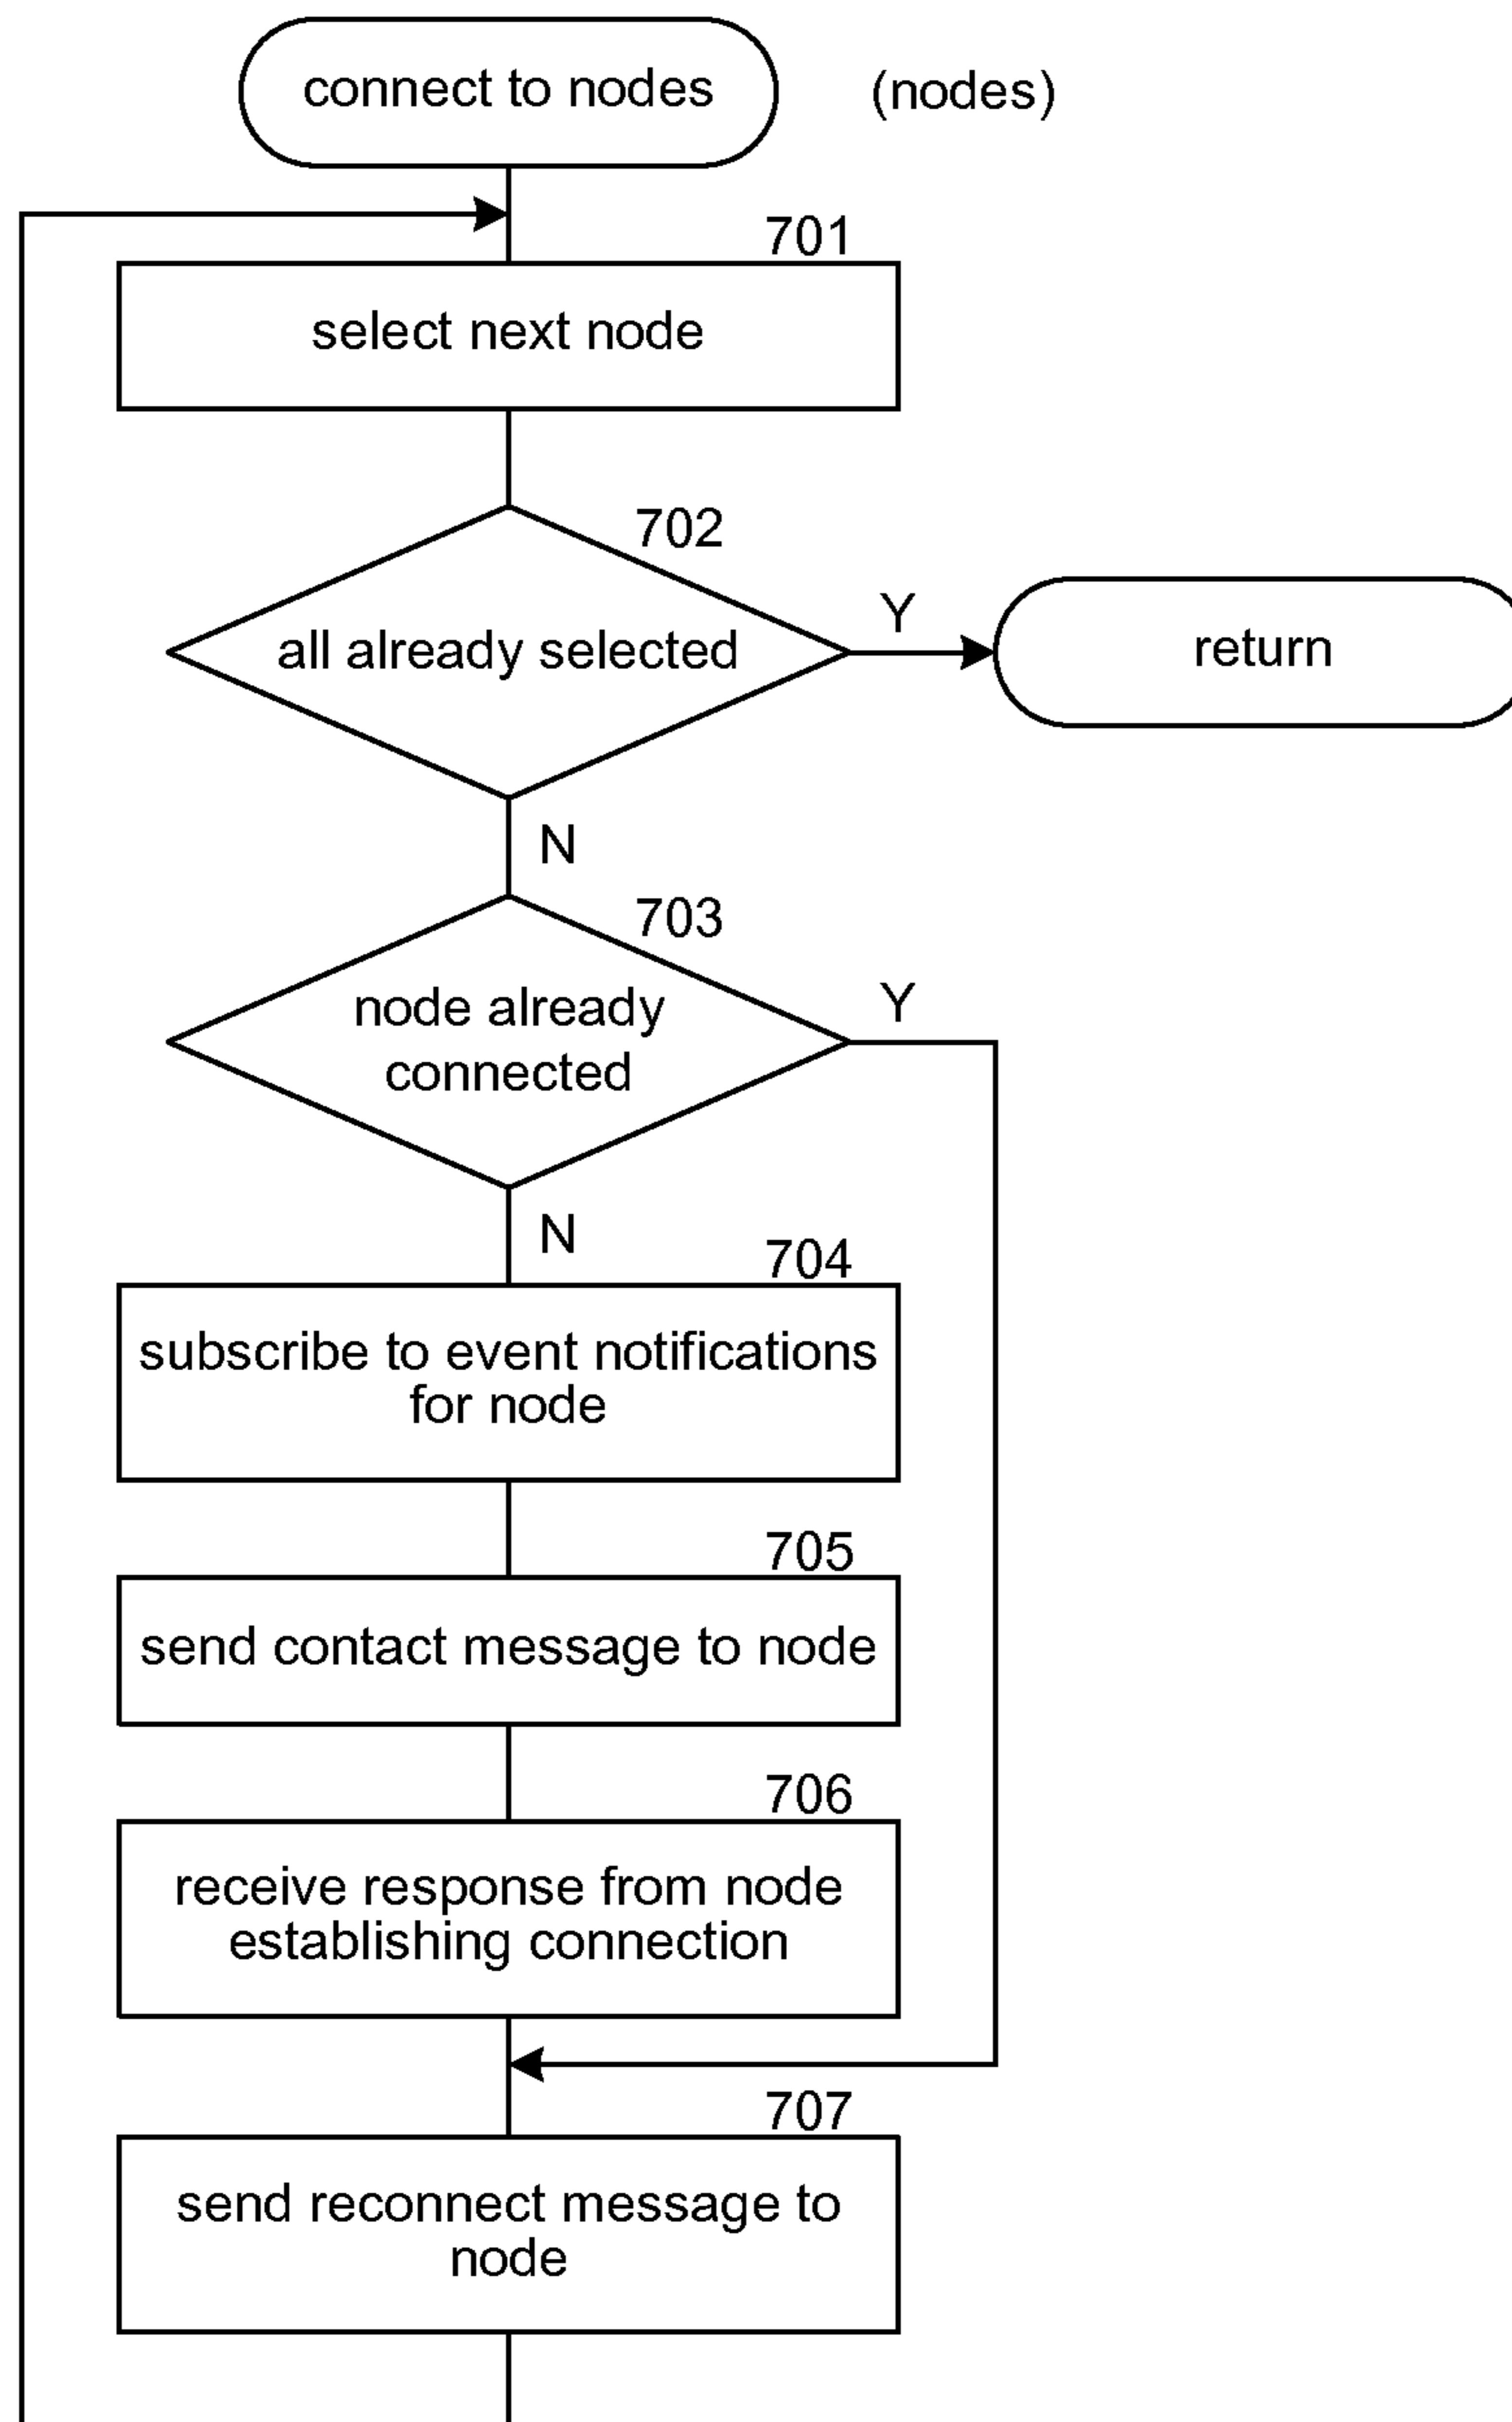 connect to nodes
(nodes)
701
select next node
702
all already selected
Y
return
N
703
node already
connected
Y
N
704
subscribe to event notifications
for node
705
send contact message to node
706
receive response from node
establishing connection
707
send reconnect message to
node